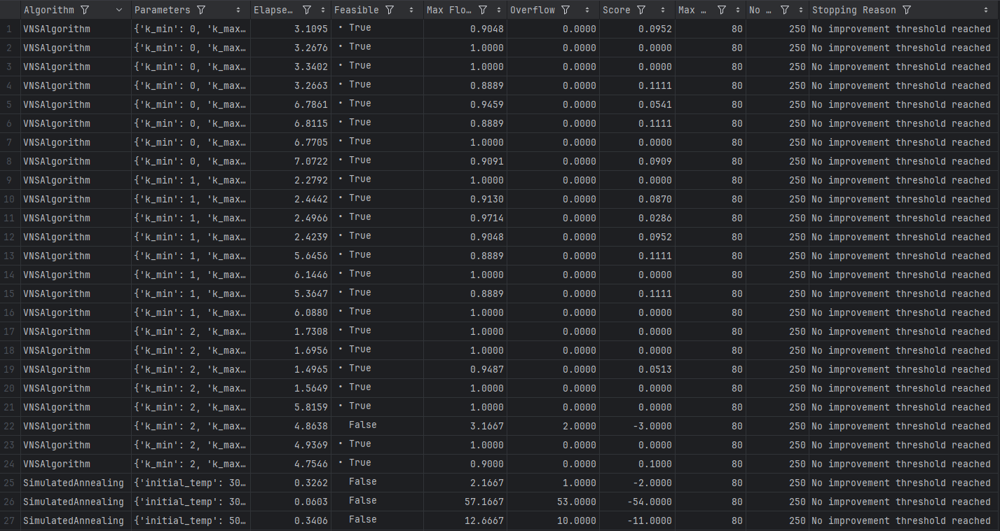 Algorithm Parameters Elapse… Feasible Max Flo… Overflow Score Max … No … Stopping Reason
1 VNSAlgorithm {'k_min': 0, 'k_max… 3.1095 • True 0.9048 0.0000 0.0952 80 250 No improvement threshold reached
2 VNSAlgorithm {'k_min': 0, 'k_max… 3.2676 • True 1.0000 0.0000 0.0000 80 250 No improvement threshold reached
3 VNSAlgorithm {'k_min': 0, 'k_max… 3.3402 • True 1.0000 0.0000 0.0000 80 250 No improvement threshold reached
4 VNSAlgorithm {'k_min': 0, 'k_max… 3.2663 • True 0.8889 0.0000 0.1111 80 250 No improvement threshold reached
5 VNSAlgorithm {'k_min': 0, 'k_max… 6.7861 • True 0.9459 0.0000 0.0541 80 250 No improvement threshold reached
6 VNSAlgorithm {'k_min': 0, 'k_max… 6.8115 • True 0.8889 0.0000 0.1111 80 250 No improvement threshold reached
7 VNSAlgorithm {'k_min': 0, 'k_max… 6.7705 • True 1.0000 0.0000 0.0000 80 250 No improvement threshold reached
8 VNSAlgorithm {'k_min': 0, 'k_max… 7.0722 • True 0.9091 0.0000 0.0909 80 250 No improvement threshold reached
9 VNSAlgorithm {'k_min': 1, 'k_max… 2.2792 • True 1.0000 0.0000 0.0000 80 250 No improvement threshold reached
10 VNSAlgorithm {'k_min': 1, 'k_max… 2.4442 • True 0.9130 0.0000 0.0870 80 250 No improvement threshold reached
11 VNSAlgorithm {'k_min': 1, 'k_max… 2.4966 • True 0.9714 0.0000 0.0286 80 250 No improvement threshold reached
12 VNSAlgorithm {'k_min': 1, 'k_max… 2.4239 • True 0.9048 0.0000 0.0952 80 250 No improvement threshold reached
13 VNSAlgorithm {'k_min': 1, 'k_max… 5.6456 • True 0.8889 0.0000 0.1111 80 250 No improvement threshold reached
14 VNSAlgorithm {'k_min': 1, 'k_max… 6.1446 • True 1.0000 0.0000 0.0000 80 250 No improvement threshold reached
15 VNSAlgorithm {'k_min': 1, 'k_max… 5.3647 • True 0.8889 0.0000 0.1111 80 250 No improvement threshold reached
16 VNSAlgorithm {'k_min': 1, 'k_max… 6.0880 • True 1.0000 0.0000 0.0000 80 250 No improvement threshold reached
17 VNSAlgorithm {'k_min': 2, 'k_max… 1.7308 • True 1.0000 0.0000 0.0000 80 250 No improvement threshold reached
18 VNSAlgorithm {'k_min': 2, 'k_max… 1.6956 • True 1.0000 0.0000 0.0000 80 250 No improvement threshold reached
19 VNSAlgorithm {'k_min': 2, 'k_max… 1.4965 • True 0.9487 0.0000 0.0513 80 250 No improvement threshold reached
20 VNSAlgorithm {'k_min': 2, 'k_max… 1.5649 • True 1.0000 0.0000 0.0000 80 250 No improvement threshold reached
21 VNSAlgorithm {'k_min': 2, 'k_max… 5.8159 • True 1.0000 0.0000 0.0000 80 250 No improvement threshold reached
22 VNSAlgorithm {'k_min': 2, 'k_max… 4.8638 False 3.1667 2.0000 -3.0000 80 250 No improvement threshold reached
23 VNSAlgorithm {'k_min': 2, 'k_max… 4.9369 • True 1.0000 0.0000 0.0000 80 250 No improvement threshold reached
24 VNSAlgorithm {'k_min': 2, 'k_max… 4.7546 • True 0.9000 0.0000 0.1000 80 250 No improvement threshold reached
25 SimulatedAnnealing {'initial_temp': 30… 0.3262 False 2.1667 1.0000 -2.0000 80 250 No improvement threshold reached
26 SimulatedAnnealing {'initial_temp': 30… 0.0603 False 57.1667 53.0000 -54.0000 80 250 No improvement threshold reached
27 SimulatedAnnealing {'initial_temp': 50… 0.3406 False 12.6667 10.0000 -11.0000 80 250 No improvement threshold reached